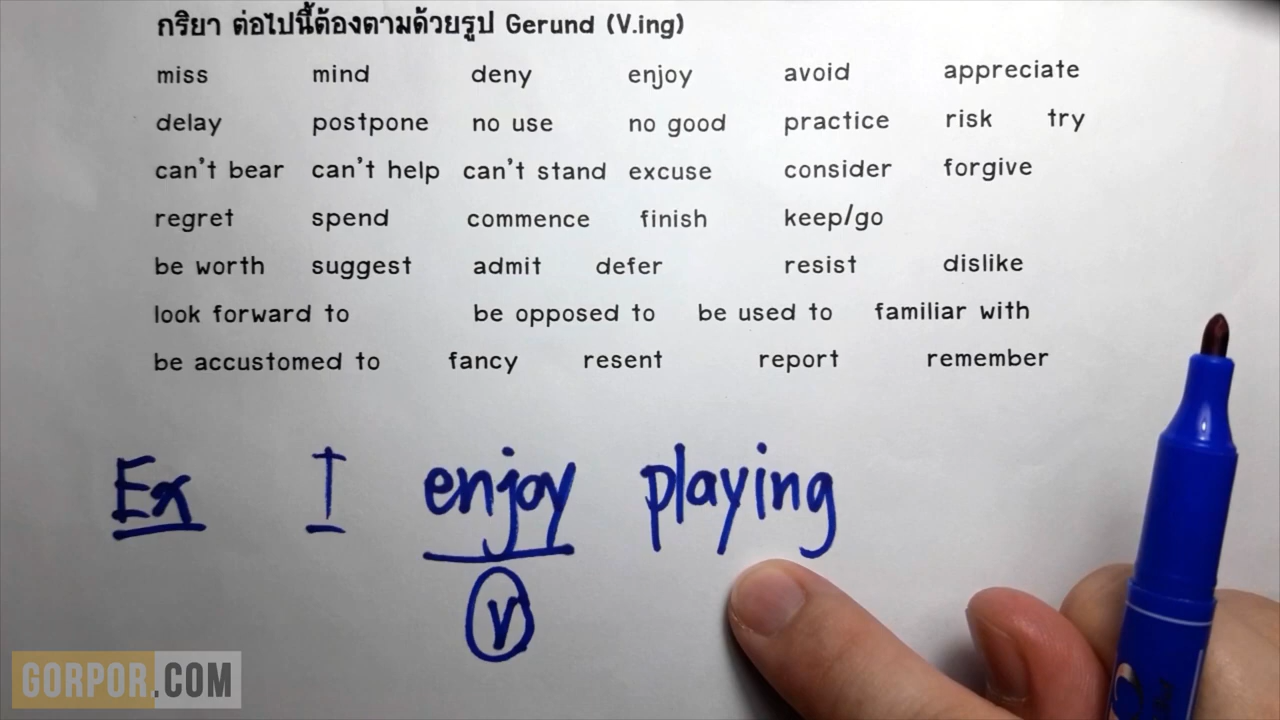 กริยา ต่อไปนี้ต้องตามด้วยรูป Gerund (V.ing)
miss mind deny enjoy avoid appreciate
delay postpone no use no good practice risk try
can't bear can't help can't stand excuse consider forgive
regret spend commence finish keep/go
be worth suggest admit defer resist dislike
look forward to be opposed to be used to familiar with
be accustomed to fancy resent report remember
Ex I enjoy playing
V
GORPOR.COM